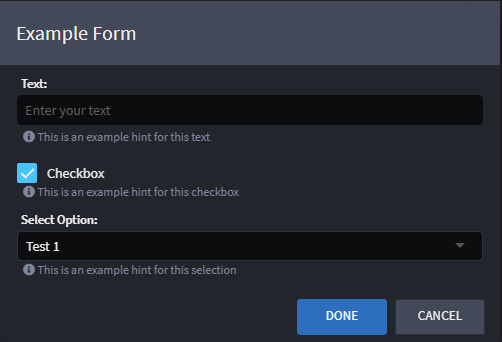 Example Form
Text:
Enter your text
This is an example hint for this text
Checkbox
This is an example hint for this checkbox
Select Option:
Test 1
This is an example hint for this selection
DONE CANCEL